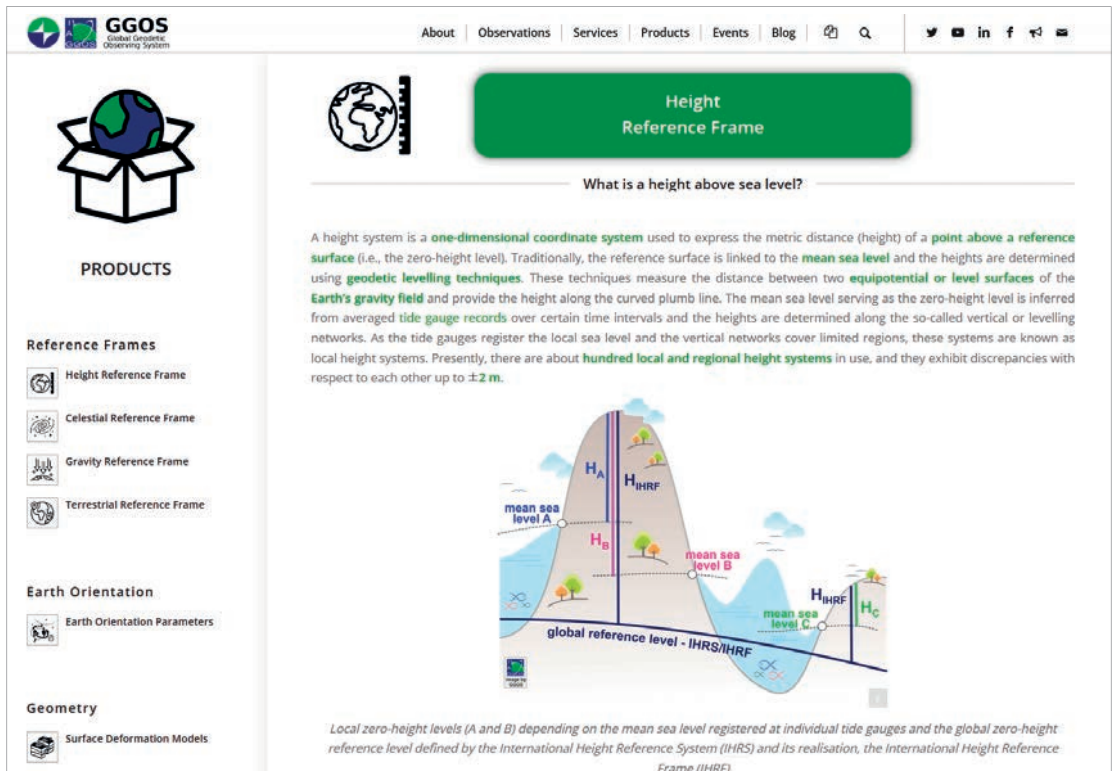 GGOS
Global Geodetic
Observing System
GGOS
About
Observations
Services
Products
Events
Blog
PRODUCTS
Reference Frames
Height Reference Frame
Celestial Reference Frame
Gravity Reference Frame
Terrestrial Reference Frame
Earth Orientation
Earth Orientation Parameters
Geometry
Surface Deformation Models
Height
Reference Frame
What is a height above sea level?
A height system is a one-dimensional coordinate system used to express the metric distance (height) of a point above a reference
surface (i.e., the zero-height level). Traditionally, the reference surface is linked to the mean sea level and the heights are determined
using geodetic levelling techniques. These techniques measure the distance between two equipotential or level surfaces of the
Earth's gravity field and provide the height along the curved plumb line. The mean sea level serving as the zero-height level is inferred
from averaged tide gauge records over certain time intervals and the heights are determined along the so-called vertical or levelling
networks. As the tide gauges register the local sea level and the vertical networks cover limited regions, these systems are known as
local height systems. Presently, there are about hundred local and regional height systems in use, and they exhibit discrepancies with
respect to each other up to ±2 m.
HA
HIHRF
mean sea
level A
HB
mean sea
level B
HIHRF
HC
mean sea
level C
global reference level - IHRS/IHRF
Image by
GGOS
Local zero-height levels (A and B) depending on the mean sea level registered at individual tide gauges and the global zero-height
reference level defined by the International Height Reference System (IHRS) and its realisation, the International Height Reference
Frame (IHRF)